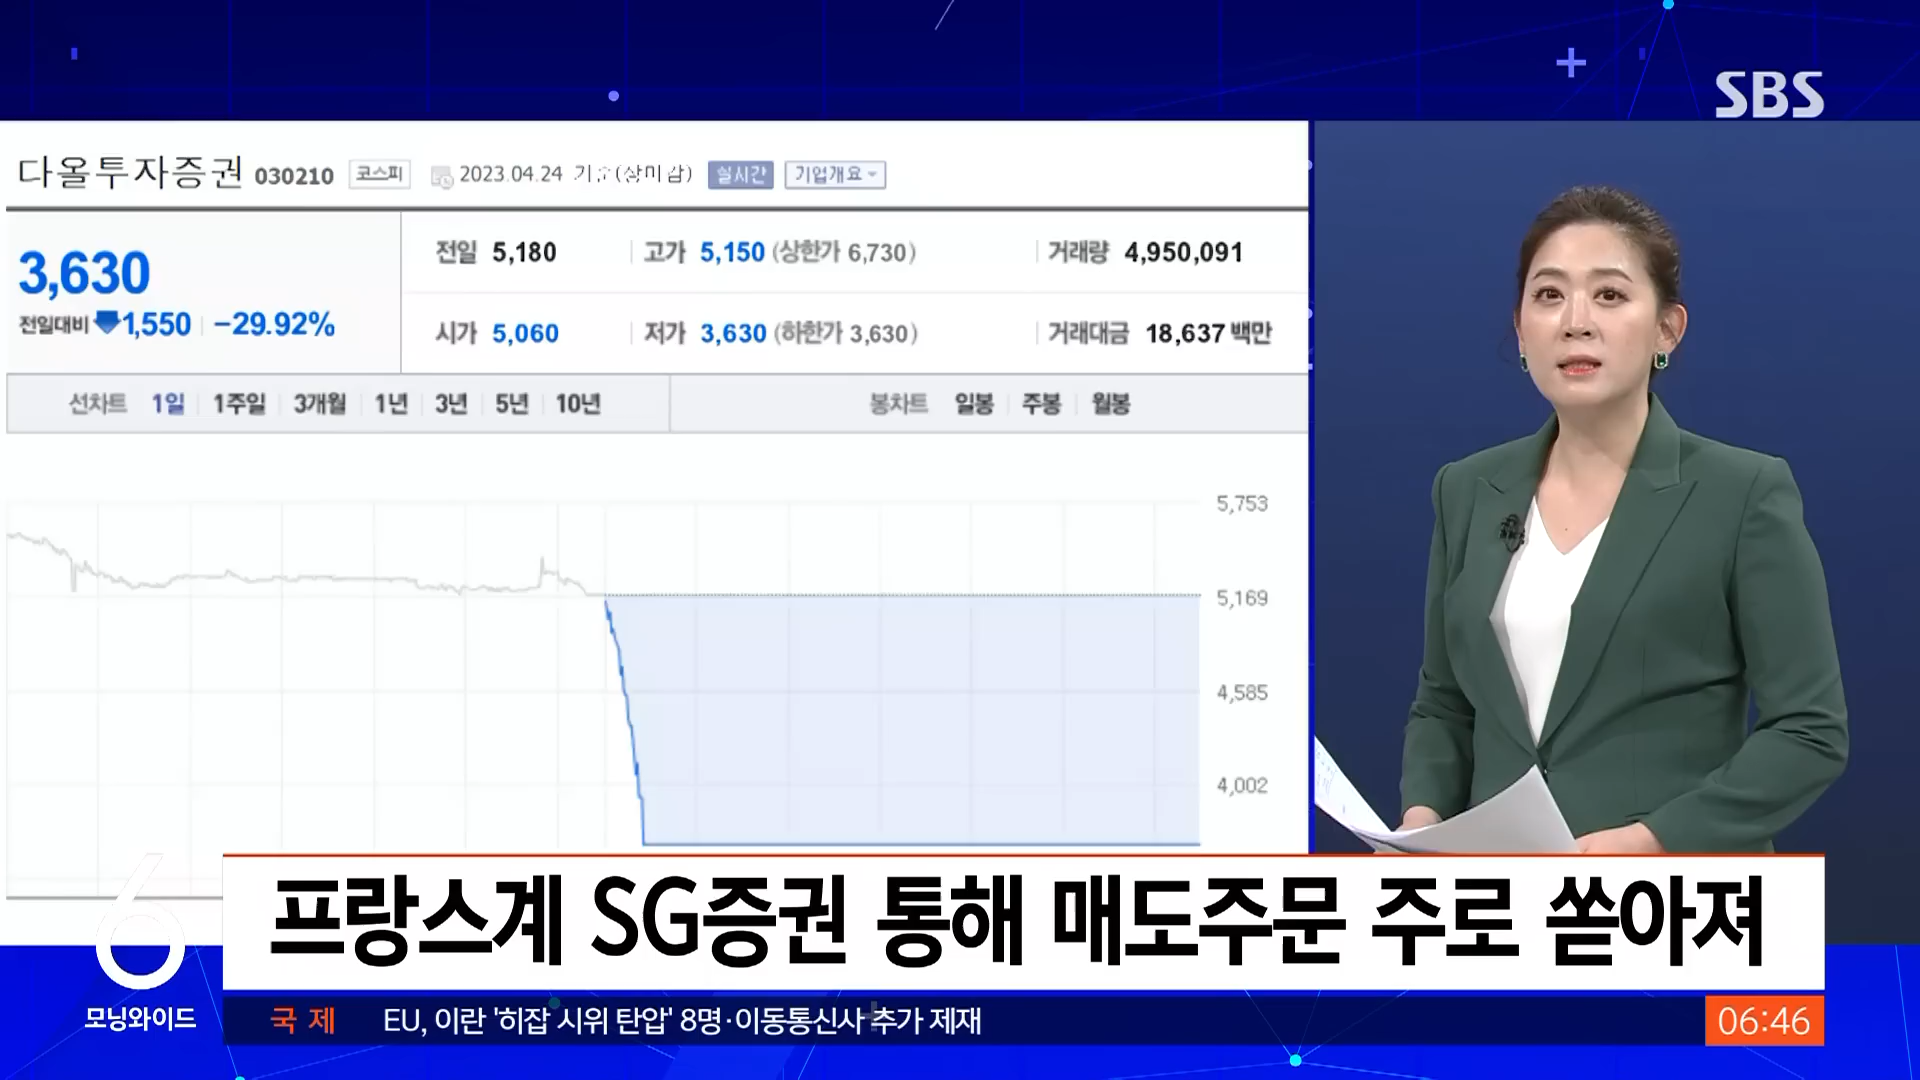 SBS
다올투자증권 030210 코스피 2023.04.24 기준(장마감) 실시간 기업개요
3,630
전일대비 1,550 -29.92%
전일 5,180 고가 5,150 (상한가 6,730) 거래량 4,950,091
시가 5,060 저가 3,630 (하한가 3,630) 거래대금 18,637 백만
선차트 1일 1주일 3개월 1년 3년 5년 10년 봉차트 일봉 주봉 월봉
5,753
5,169
4,585
4,002
프랑스계 SG증권 통해 매도주문 주로 쏟아져
6
모닝와이드
국제 EU, 이란 '히잡 시위 탄압' 8명·이동통신사 추가 제재
06:46